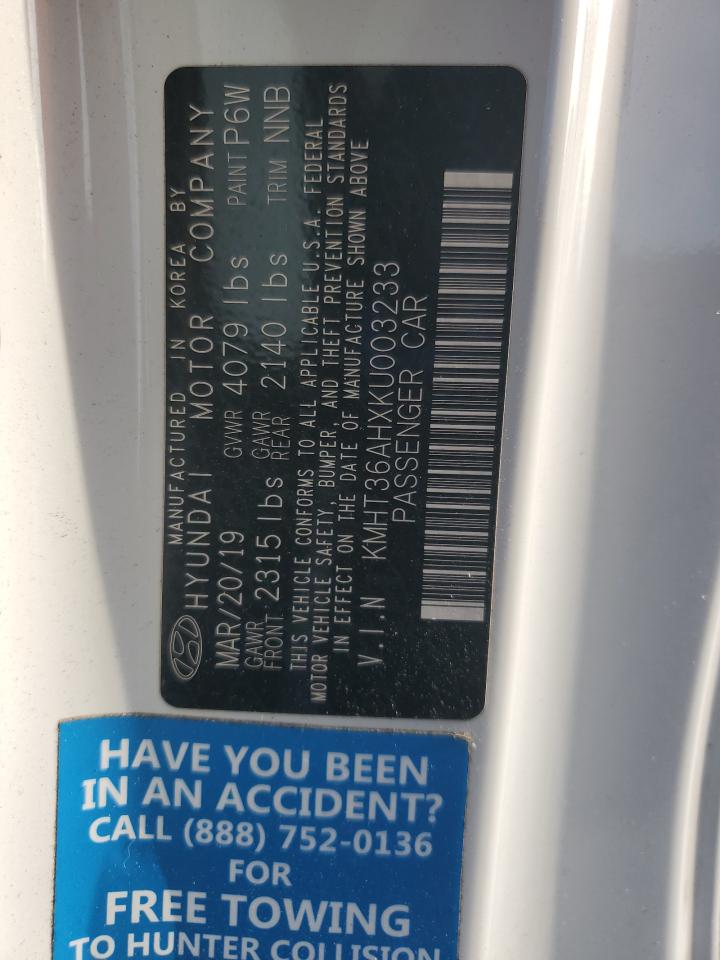 MANUFACTURED IN KOREA BY
HYUNDAI MOTOR COMPANY
MAR/20/19 GVWR 4079 lbs PAINT P6W
GAWR FRONT 2315 lbs GAWR REAR 2140 lbs TRIM NNB
THIS VEHICLE CONFORMS TO ALL APPLICABLE U.S.A. FEDERAL
MOTOR VEHICLE SAFETY, BUMPER, AND THEFT PREVENTION STANDARDS
IN EFFECT ON THE DATE OF MANUFACTURE SHOWN ABOVE
V.I.N KMHT36AHXKU003233
PASSENGER CAR
HAVE YOU BEEN
IN AN ACCIDENT?
CALL (888) 752-0136
FOR
FREE TOWING
TO HUNTER COLLISION